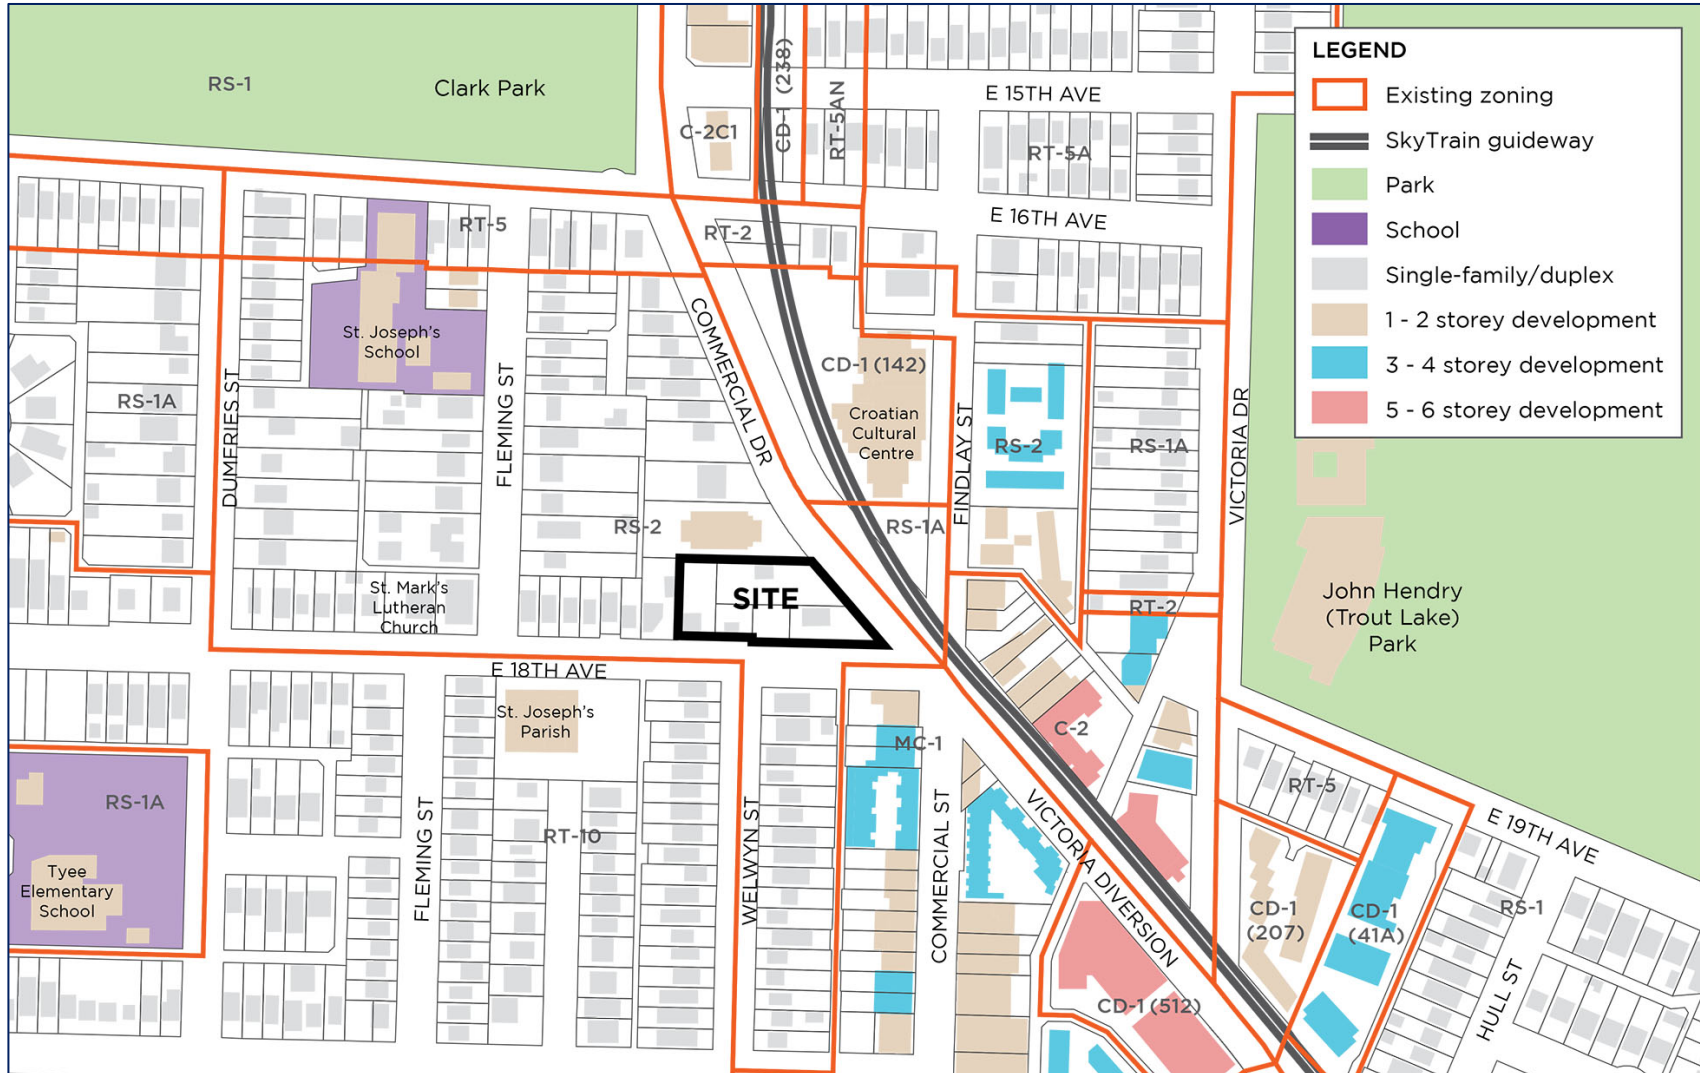 RS-1
Clark Park
C-2C1
CD-1 (238)
RT-5AN
E 15TH AVE
RT-5A
E 16TH AVE
LEGEND
Existing zoning
SkyTrain guideway
Park
School
Single-family/duplex
1 - 2 storey development
3 - 4 storey development
5 - 6 storey development
RT-5
RT-2
St. Joseph's
School
RS-1A
DUMFRIES ST
FLEMING ST
COMMERCIAL DR
CD-1 (142)
Croatian
Cultural
Centre
FINDLAY ST
RS-2
RS-1A
VICTORIA DR
RS-2
RS-1A
St. Mark's
Lutheran
Church
SITE
RT-2
John Hendry
(Trout Lake)
Park
E 18TH AVE
St. Joseph's
Parish
MC-1
C-2
RS-1A
Tyee
Elementary
School
FLEMING ST
RT-10
WELWYN ST
COMMERCIAL ST
VICTORIA DIVERSION
RT-5
E 19TH AVE
CD-1
(207)
CD-1
(41A)
RS-1
CD-1 (512)
HULL ST